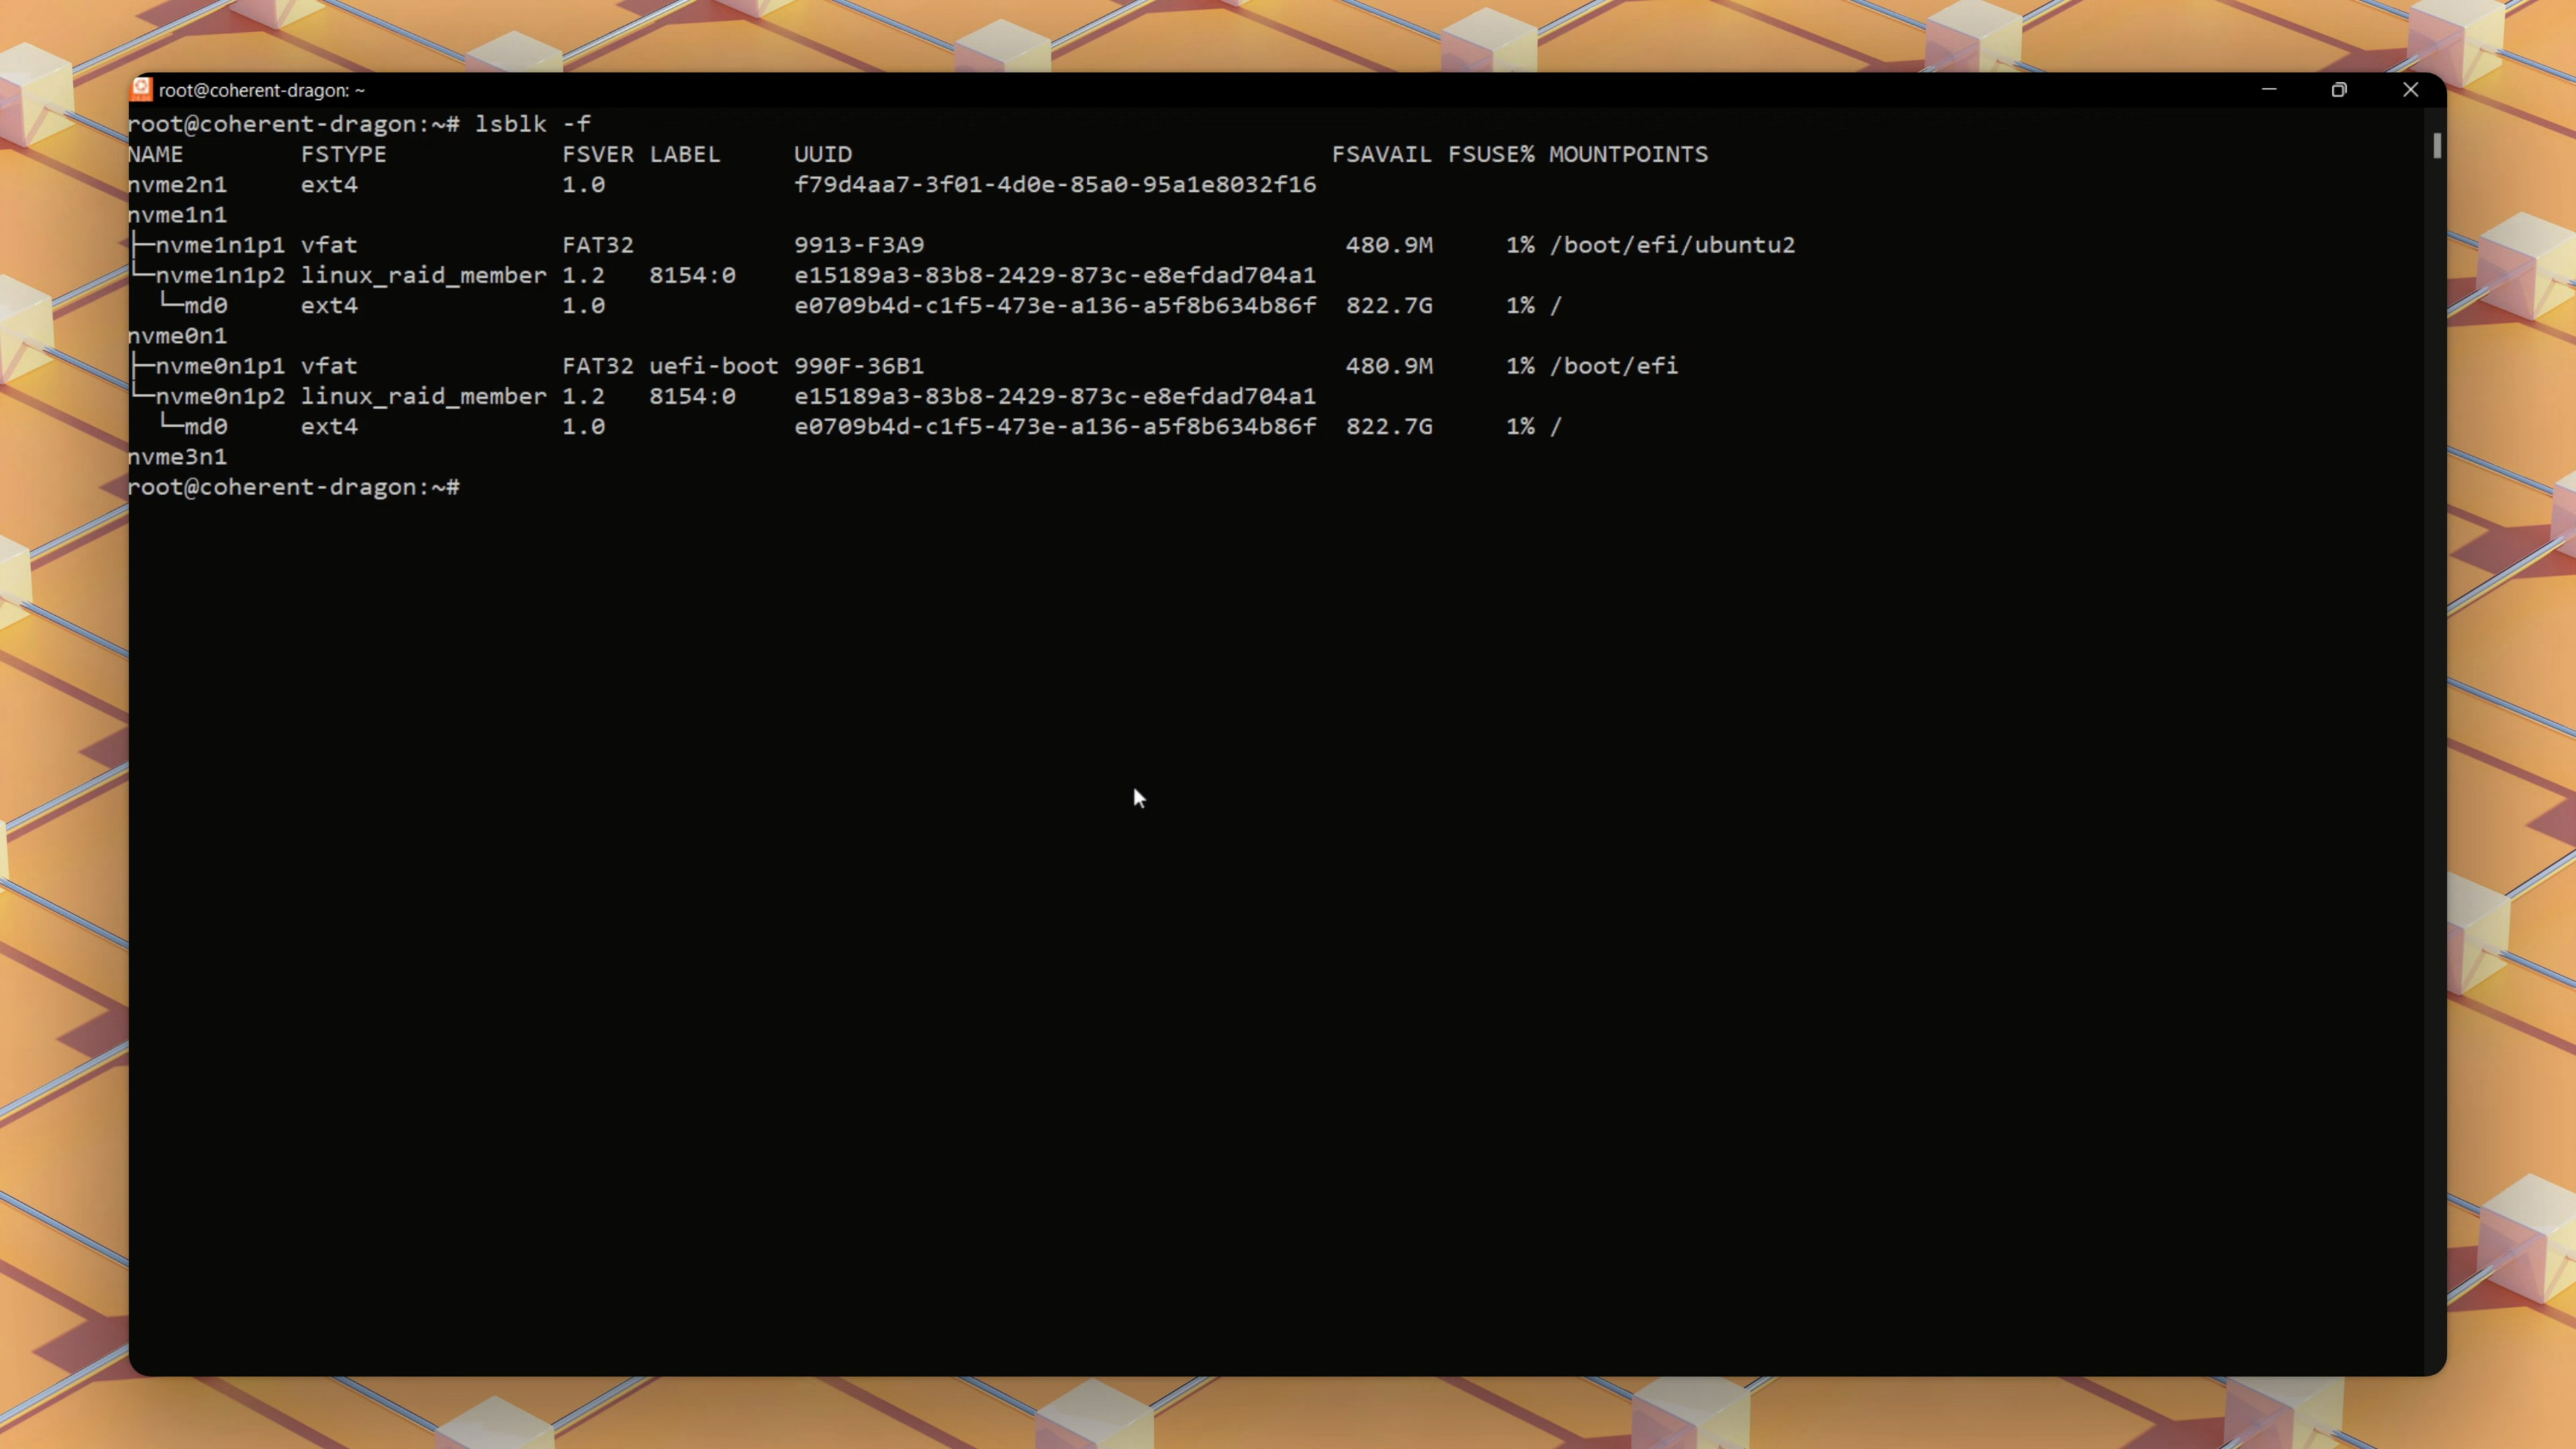 root@coherent-dragon: ~
root@coherent-dragon:~# lsblk -f
NAME        FSTYPE            FSVER LABEL     UUID                                 FSAVAIL FSUSE% MOUNTPOINTS
nvme2n1     ext4              1.0             f79d4aa7-3f01-4d0e-85a0-95a1e8032f16
nvme1n1
├─nvme1n1p1 vfat              FAT32           9913-F3A9                             480.9M     1% /boot/efi/ubuntu2
└─nvme1n1p2 linux_raid_member 1.2   8154:0    e15189a3-83b8-2429-873c-e8efdad704a1
  └─md0     ext4              1.0             e0709b4d-c1f5-473e-a136-a5f8b634b86f  822.7G     1% /
nvme0n1
├─nvme0n1p1 vfat              FAT32 uefi-boot 990F-36B1                             480.9M     1% /boot/efi
└─nvme0n1p2 linux_raid_member 1.2   8154:0    e15189a3-83b8-2429-873c-e8efdad704a1
  └─md0     ext4              1.0             e0709b4d-c1f5-473e-a136-a5f8b634b86f  822.7G     1% /
nvme3n1
root@coherent-dragon:~#